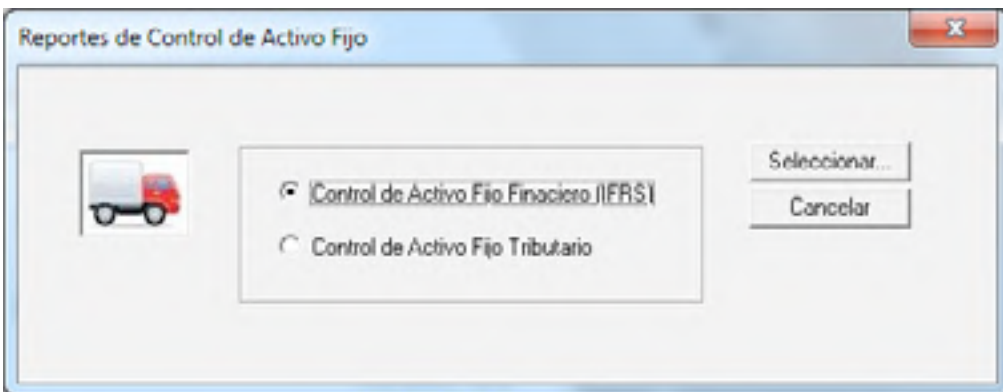 Reportes de Control de Activo Fijo
Control de Activo Fijo Finaciero (IFRS)
Control de Activo Fijo Tributario
Seleccionar...
Cancelar